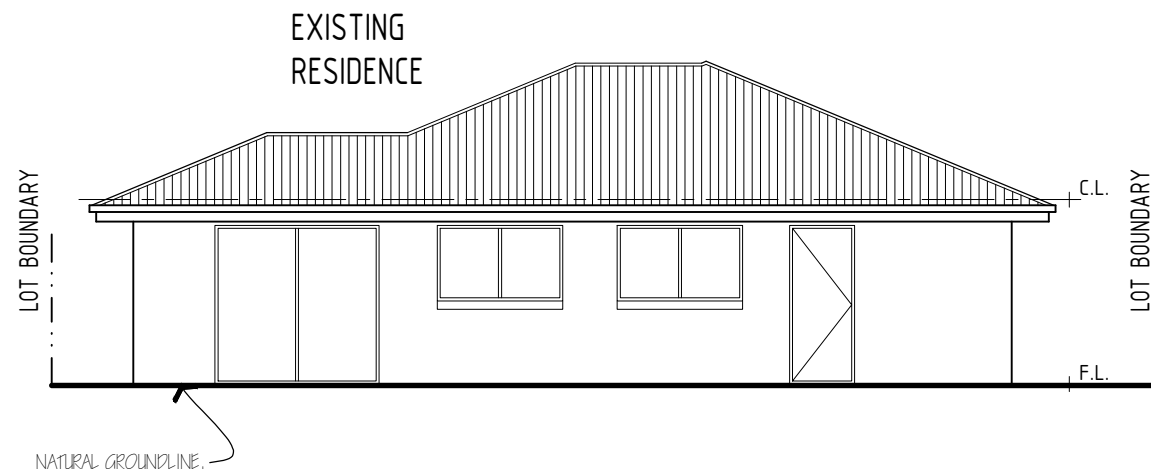 EXISTING
RESIDENCE
LOT BOUNDARY
C.L.
LOT BOUNDARY
F.L.
NATURAL GROUNDLINE.